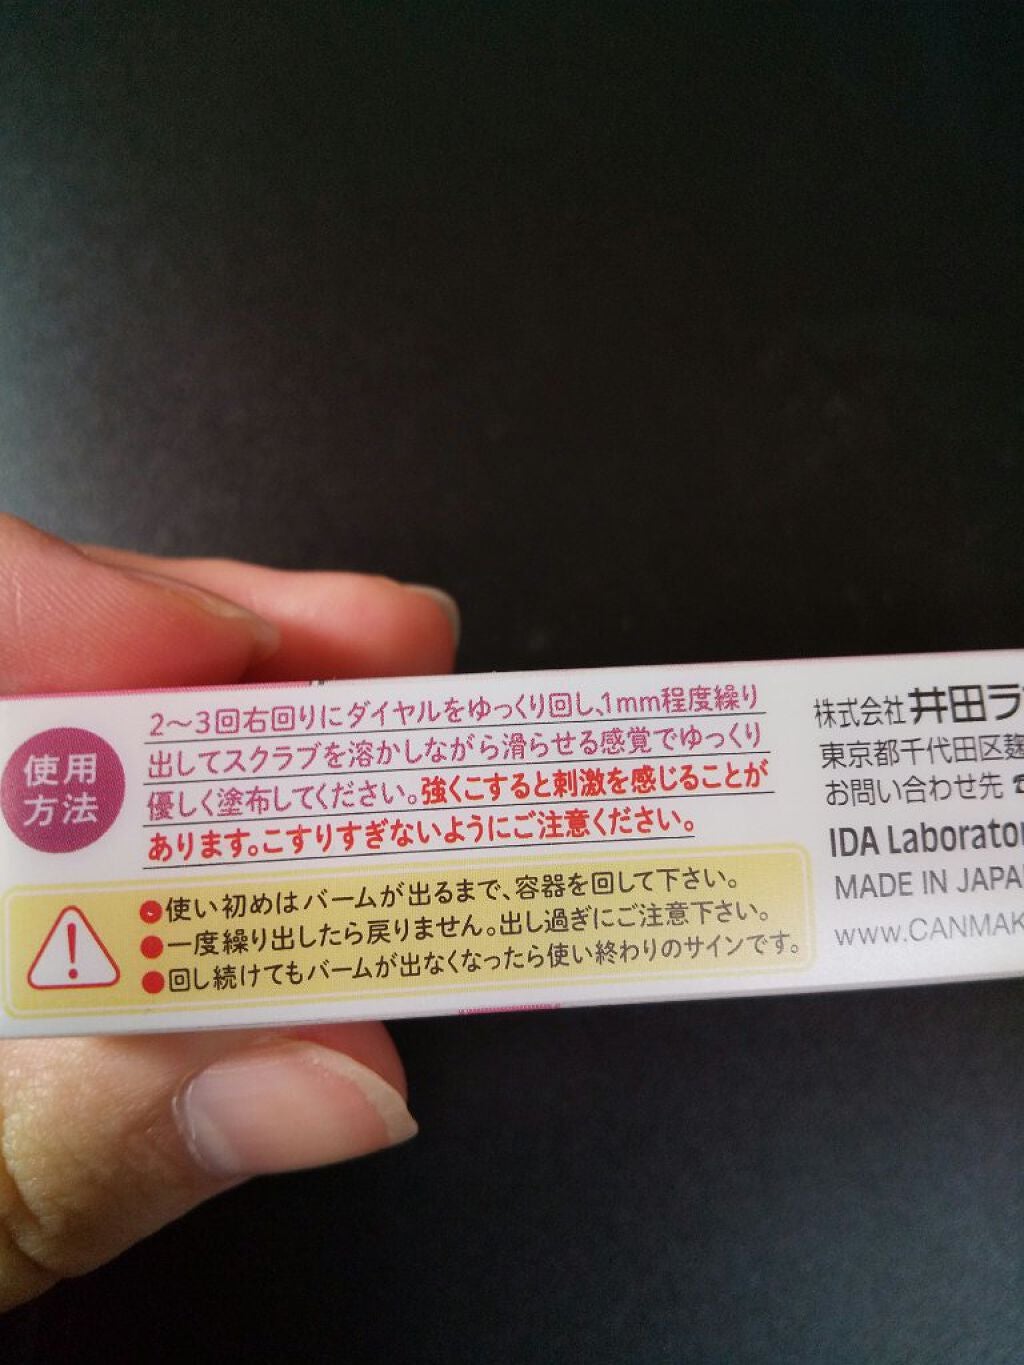 使用
方法
2〜3回右回りにダイヤルをゆっくり回し、1mm程度繰り
出してスクラブを溶かしながら滑らせる感覚でゆっくり
優しく塗布してください。強くこすると刺激を感じることが
あります。こすりすぎないようにご注意ください。
●使い初めはバームが出るまで、容器を回して下さい。
●一度繰り出したら戻りません。出し過ぎにご注意下さい。
●回し続けてもバームが出なくなったら使い終わりのサインです。
株式会社井田ラ
東京都千代田区麹
お問い合わせ先 ☎
IDA Laborator
MADE IN JAPA
WWW.CANMAK